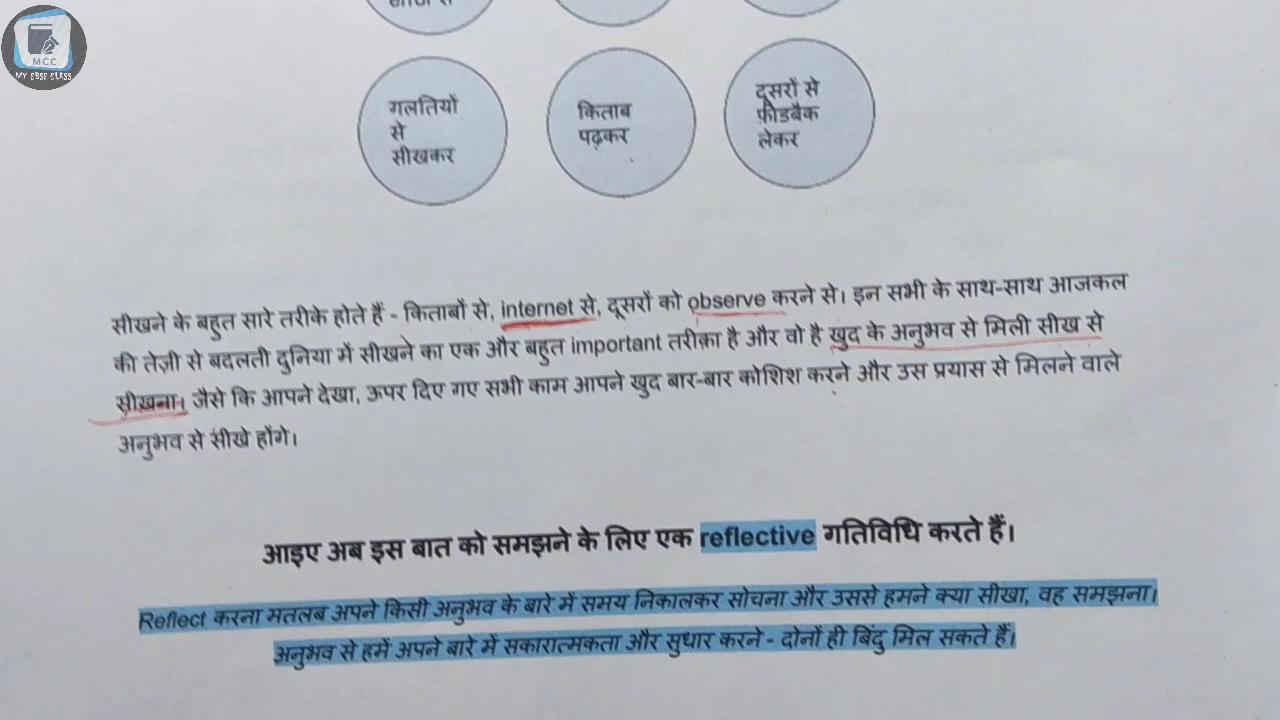 MCC
MY EBSF CLASS
गलतियों
से
सीखकर
किताब
पढ़कर
दूसरों से
फ़ीडबैक
लेकर
सीखने के बहुत सारे तरीके होते हैं - किताबों से, internet से, दूसरों को observe करने से। इन सभी के साथ-साथ आजकल
की तेज़ी से बदलती दुनिया में सीखने का एक और बहुत important तरीक़ा है और वो है खुद के अनुभव से मिली सीख से
सीखना। जैसे कि आपने देखा, ऊपर दिए गए सभी काम आपने खुद बार-बार कोशिश करने और उस प्रयास से मिलने वाले
अनुभव से सीखे होंगे।
आइए अब इस बात को समझने के लिए एक reflective गतिविधि करते हैं।
Reflect करना मतलब अपने किसी अनुभव के बारे में समय निकालकर सोचना और उससे हमने क्या सीखा, वह समझना।
अनुभव से हमें अपने बारे में सकारात्मकता और सुधार करने - दोनों ही बिंदु मिल सकते हैं।